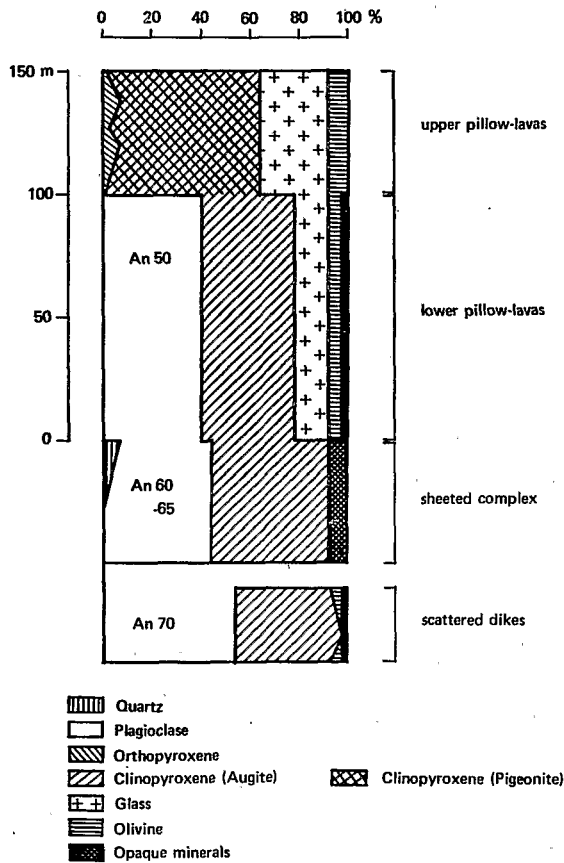 0 20 40 60 80 100 %
150 m
upper pillow-lavas
100
An 50
50
lower pillow-lavas
0
An 60
-65
sheeted complex
An 70
scattered dikes
Quartz
Plagioclase
Orthopyroxene
Clinopyroxene (Augite) Clinopyroxene (Pigeonite)
Glass
Olivine
Opaque minerals